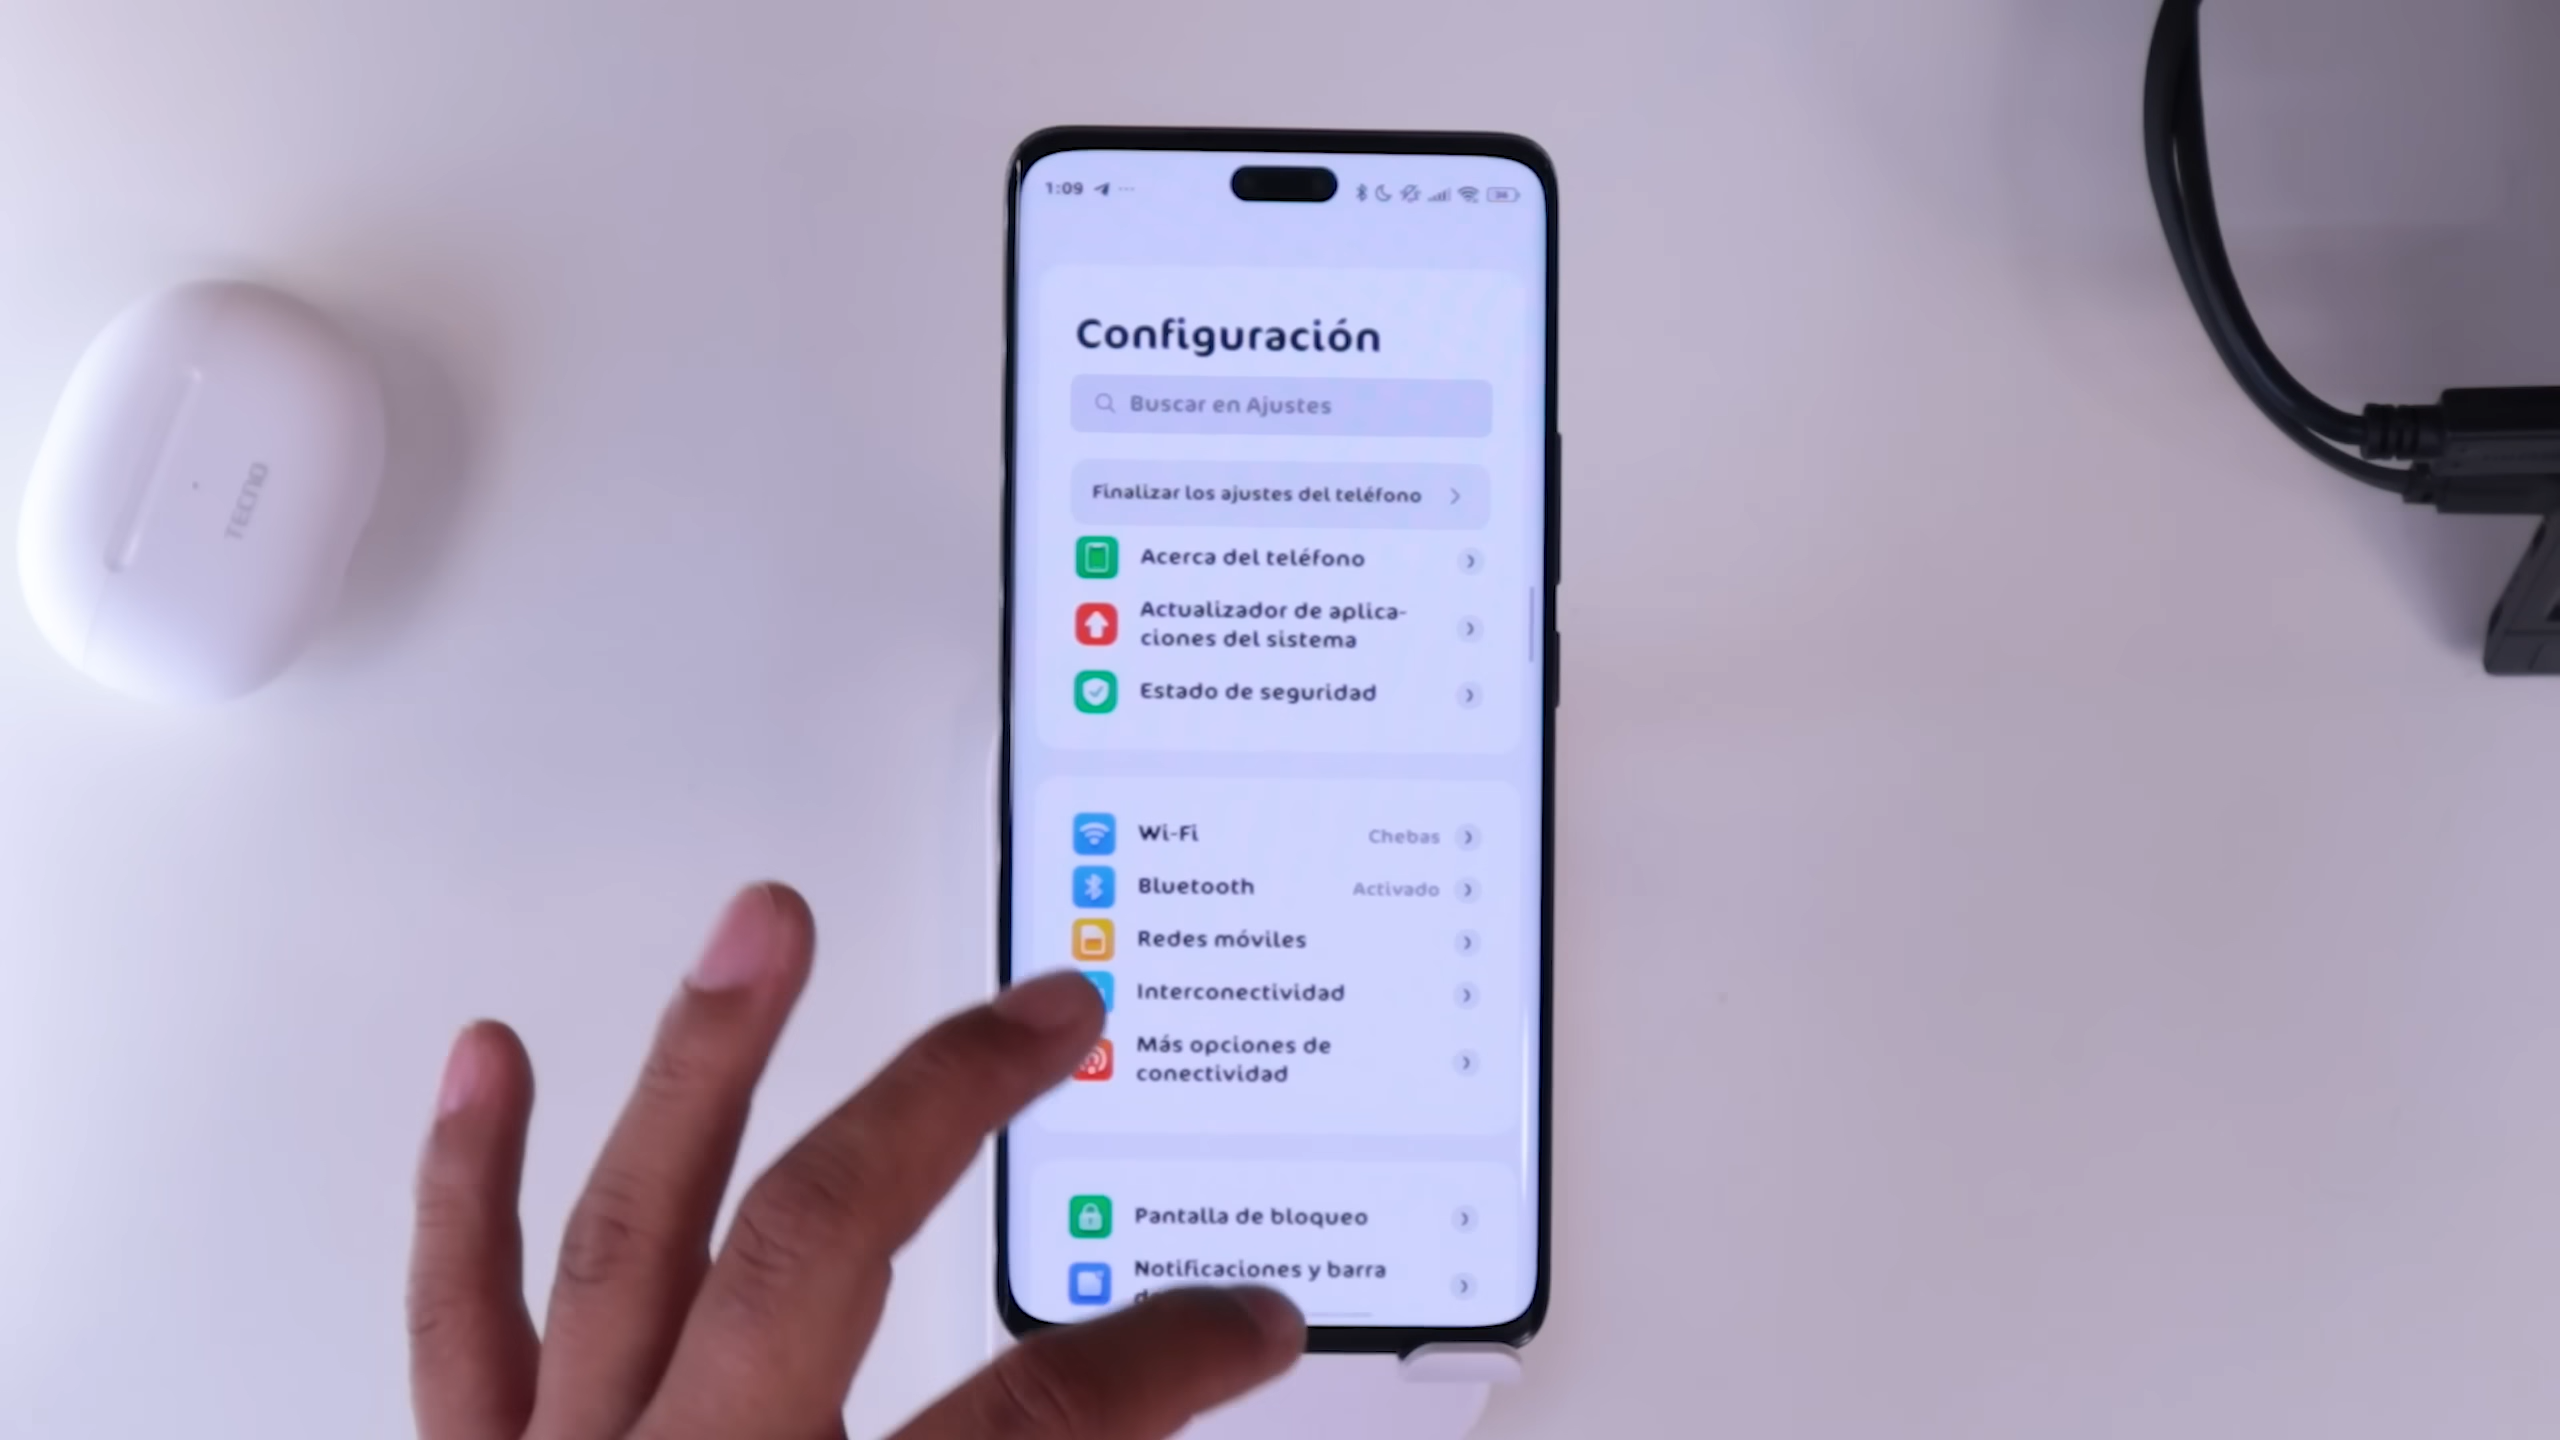 1:09
Configuración
Buscar en Ajustes
Finalizar los ajustes del teléfono
Acerca del teléfono
Actualizador de aplica-
ciones del sistema
Estado de seguridad
Wi-Fi Chebas
Bluetooth Activado
Redes móviles
Interconectividad
Más opciones de
conectividad
Pantalla de bloqueo
Notificaciones y barra
TECNO